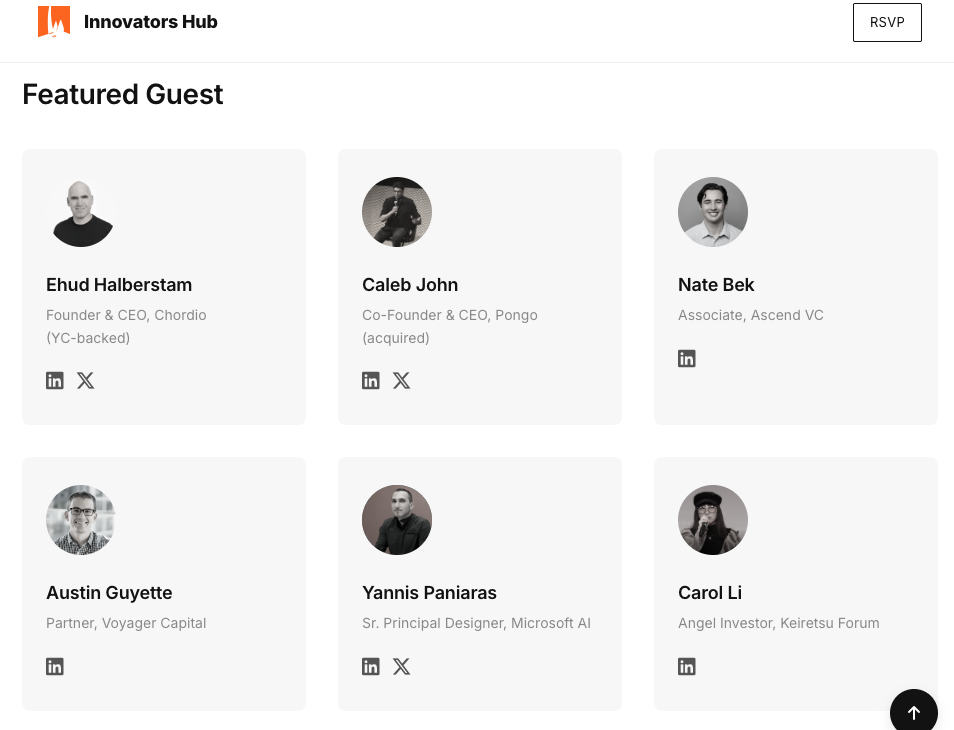 Innovators Hub
RSVP
Featured Guest
Ehud Halberstam
Founder & CEO, Chordio
(YC-backed)
Caleb John
Co-Founder & CEO, Pongo
(acquired)
Nate Bek
Associate, Ascend VC
Austin Guyette
Partner, Voyager Capital
Yannis Paniaras
Sr. Principal Designer, Microsoft AI
Carol Li
Angel Investor, Keiretsu Forum